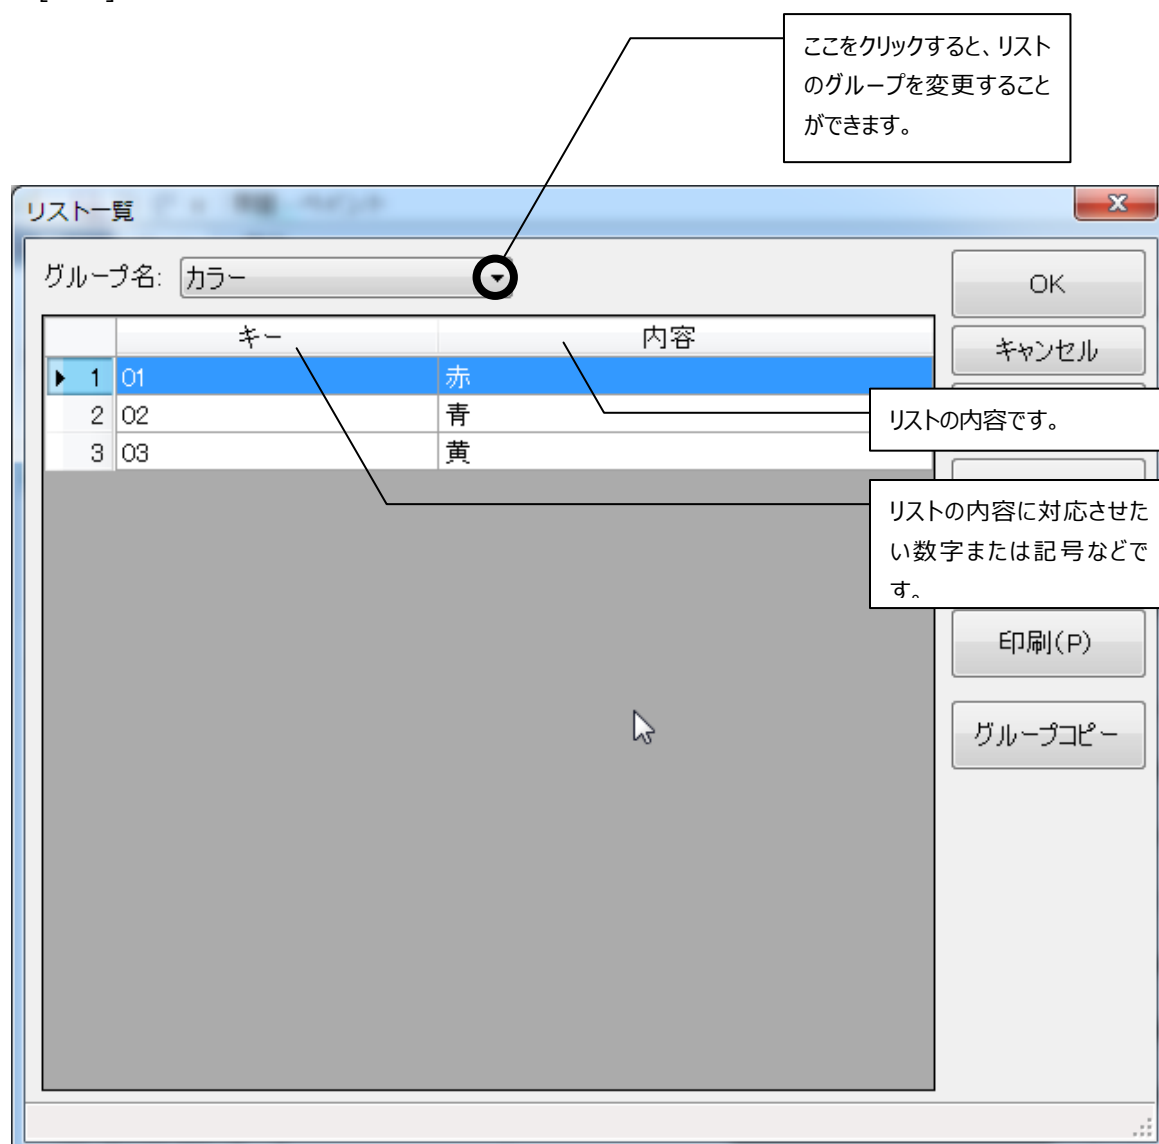 ここをクリックすると、リスト
のグループを変更すること
ができます。
リスト一覧
グループ名: カラー
OK
キー 内容
キャンセル
1 01 赤
2 02 青
3 03 黄
リストの内容です。
リストの内容に対応させた
い数字または記号などで
す。
印刷(P)
グループコピー